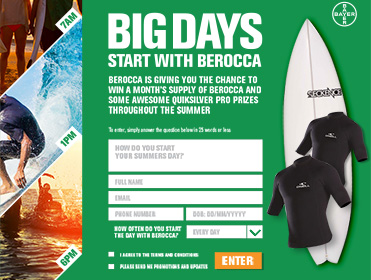 7AM
1PM
6PM
BIG DAYS
START WITH BEROCCA
BEROCCA IS GIVING YOU THE CHANCE TO
WIN A MONTH'S SUPPLY OF BEROCCA AND
SOME AWESOME QUIKSILVER PRO PRIZES
THROUGHOUT THE SUMMER
To enter, simply answer the question below in 25 words or less
HOW DO YOU START
YOUR SUMMERS DAY?
FULL NAME
EMAIL
PHONE NUMBER
DOB: DD/MM/YYYYY
HOW OFTEN DO YOU START
THE DAY WITH BEROCCA?
EVERY DAY
I AGREE TO THE TERMS AND CONDITIONS
PLEASE SEND ME PROMOTIONS AND UPDATES
ENTER
BAYER